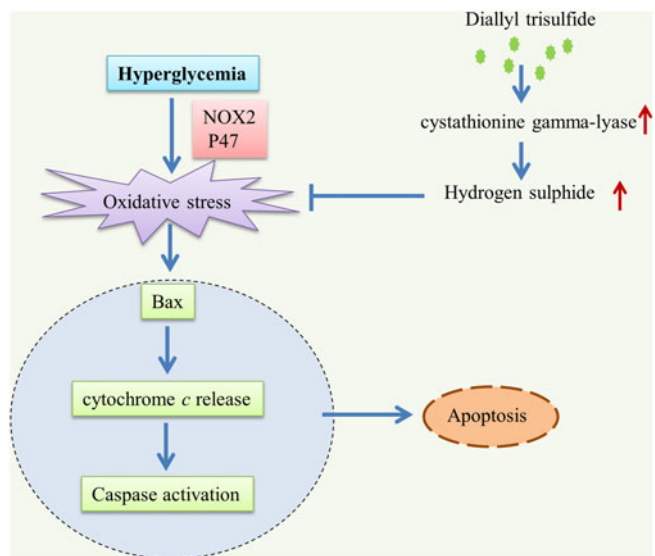 Diallyl trisulfide
Hyperglycemia
NOX2
P47
cystathionine gamma-lyase
Oxidative stress
Hydrogen sulphide
Bax
cytochrome c release
Apoptosis
Caspase activation